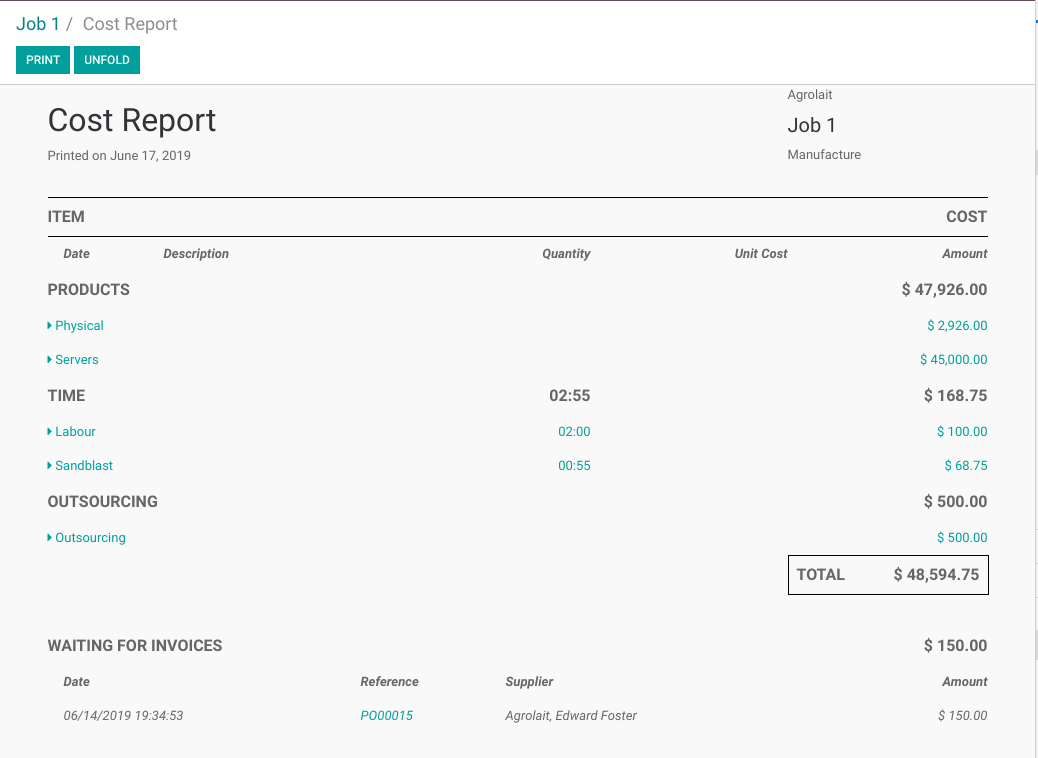 Job 1 / Cost Report
PRINT UNFOLD
Agrolait
Cost Report
Job 1
Printed on June 17, 2019
Manufacture
ITEM COST
Date Description Quantity Unit Cost Amount
PRODUCTS $ 47,926.00
Physical $ 2,926.00
Servers $ 45,000.00
TIME 02:55 $ 168.75
Labour 02:00 $ 100.00
Sandblast 00:55 $ 68.75
OUTSOURCING $ 500.00
Outsourcing $ 500.00
TOTAL $ 48,594.75
WAITING FOR INVOICES $ 150.00
Date Reference Supplier Amount
06/14/2019 19:34:53 PO00015 Agrolait, Edward Foster $ 150.00